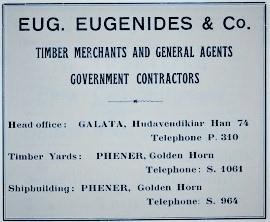 EUG. EUGENIDES & Co.
TIMBER MERCHANTS AND GENERAL AGENTS
GOVERNMENT CONTRACTORS
Head office: GALATA, Hudavendikiar Han 74
Telephone P. 310
Timber Yards: PHENER, Golden Horn
Telephone: S. 1061
Shipbuilding: PHENER, Golden Horn
Telephone: S. 964